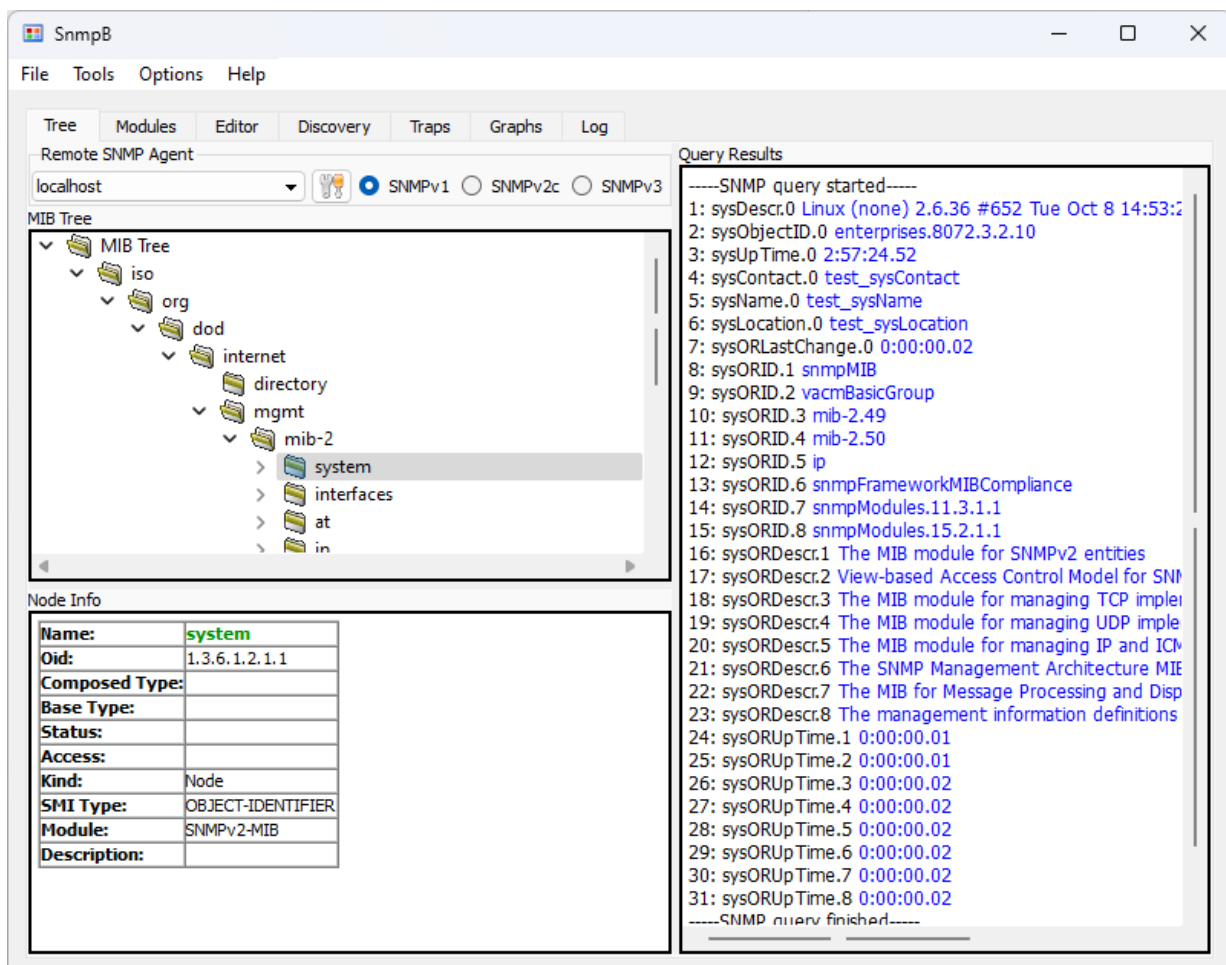 SnmpB
File Tools Options Help
Tree Modules Editor Discovery Traps Graphs Log
Remote SNMP Agent
localhost SNMPv1 SNMPv2c SNMPv3
MIB Tree
MIB Tree
iso
org
dod
internet
directory
mgmt
mib-2
system
interfaces
at
ip
Node Info
Name: system
Oid: 1.3.6.1.2.1.1
Composed Type:
Base Type:
Status:
Access:
Kind: Node
SMI Type: OBJECT-IDENTIFIER
Module: SNMPv2-MIB
Description:
Query Results
-----SNMP query started-----
1: sysDescr.0 Linux (none) 2.6.36 #652 Tue Oct 8 14:53:2
2: sysObjectID.0 enterprises.8072.3.2.10
3: sysUpTime.0 2:57:24.52
4: sysContact.0 test_sysContact
5: sysName.0 test_sysName
6: sysLocation.0 test_sysLocation
7: sysORLastChange.0 0:00:00.02
8: sysORID.1 snmpMIB
9: sysORID.2 vacmBasicGroup
10: sysORID.3 mib-2.49
11: sysORID.4 mib-2.50
12: sysORID.5 ip
13: sysORID.6 snmpFrameworkMIBCompliance
14: sysORID.7 snmpModules.11.3.1.1
15: sysORID.8 snmpModules.15.2.1.1
16: sysORDescr.1 The MIB module for SNMPv2 entities
17: sysORDescr.2 View-based Access Control Model for
18: sysORDescr.3 The MIB module for managing TCP
19: sysORDescr.4 The MIB module for managing UDP
20: sysORDescr.5 The MIB module for managing IP and
21: sysORDescr.6 The SNMP Management Architecture
22: sysORDescr.7 The MIB for Message Processing and
23: sysORDescr.8 The management information definitions
24: sysORUpTime.1 0:00:00.01
25: sysORUpTime.2 0:00:00.01
26: sysORUpTime.3 0:00:00.02
27: sysORUpTime.4 0:00:00.02
28: sysORUpTime.5 0:00:00.02
29: sysORUpTime.6 0:00:00.02
30: sysORUpTime.7 0:00:00.02
31: sysORUpTime.8 0:00:00.02
-----SNMP query finished-----